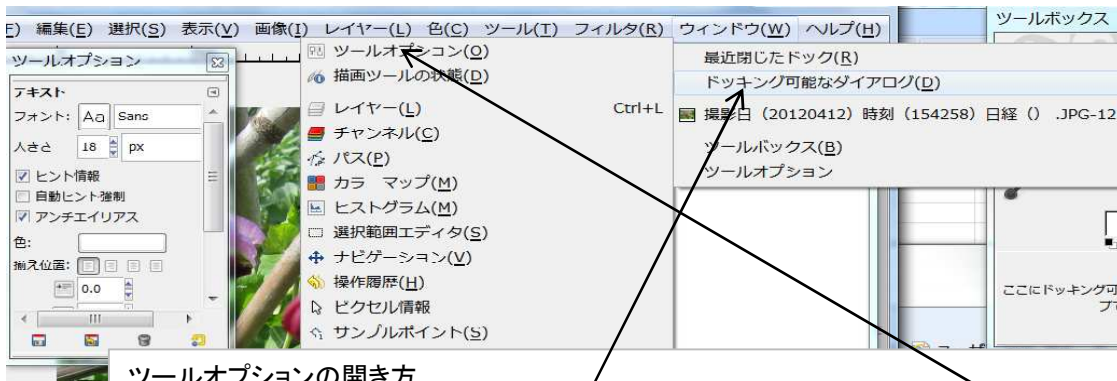 編集(E) 選択(S) 表示(V) 画像(I) レイヤー(L) 色(C) ツール(T) フィルタ(R) ウィンドウ(W) ヘルプ(H)
ツールボックス
ツールオプション
テキスト
フォント: Aa Sans
18 px
ヒント情報
自動ヒント強制
アンチエイリアス
色:
揃え位置:
0.0
ツールオプション(O)
描画ツールの状態(D)
レイヤー(L) Ctrl+L
チャンネル(C)
パス(P)
カラ マップ(M)
ヒストグラム(M)
選択範囲エディタ(S)
ナビゲーション(V)
操作履歴(H)
ピクセル情報
サンプルポイント(S)
最近閉じたドック(R)
ドッキング可能なダイアログ(D)
撮影日（20120412）時刻（154258）日経（）.JPG-12
ツールボックス(B)
ツールオプション
ここにドッキング可
プで
ツールオプションの開き方